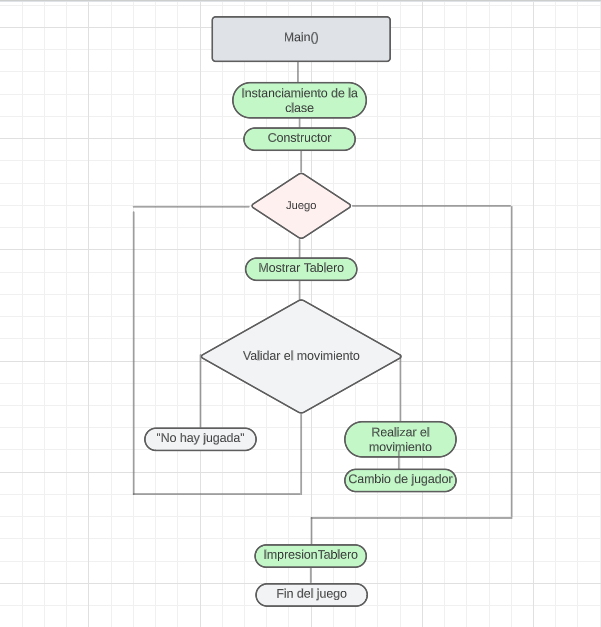 Main()
Instanciamiento de la
clase
Constructor
Juego
Mostrar Tablero
Validar el movimiento
"No hay jugada"
Realizar el
movimiento
Cambio de jugador
ImpresionTablero
Fin del juego